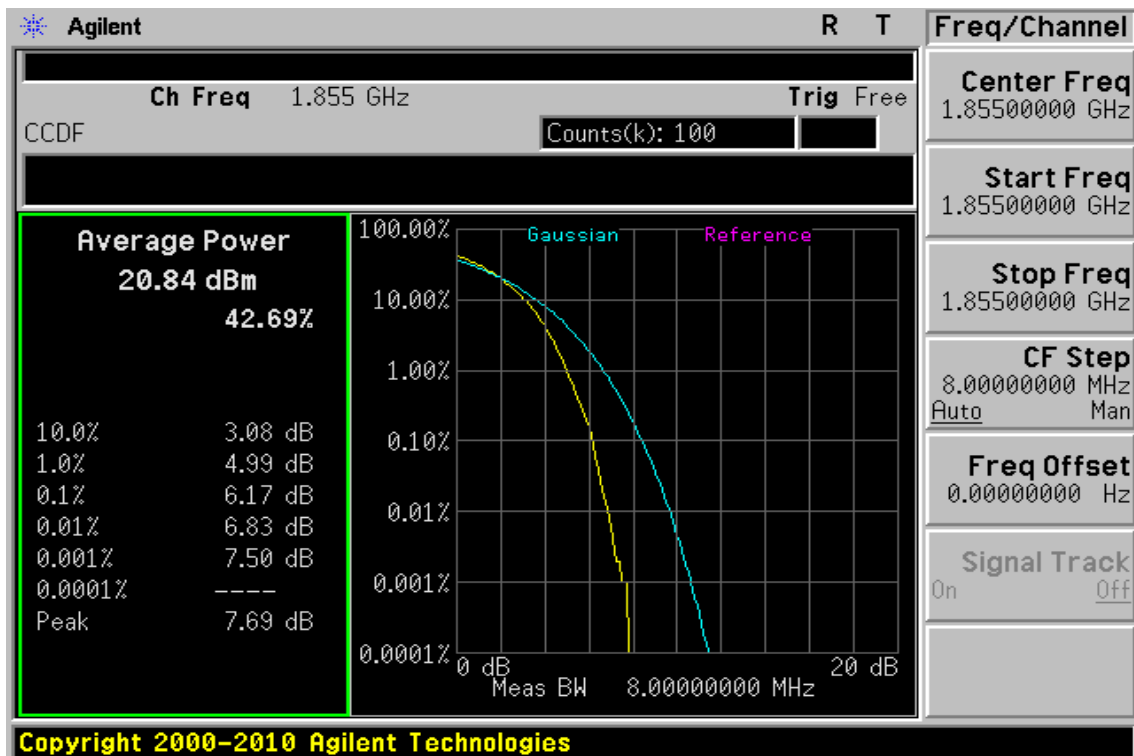 Agilent R T
Freq/Channel
Ch Freq 1.855 GHz Trig Free
CCDF Counts(k): 100
Average Power
20.84 dBm
42.69%
10.0% 3.08 dB
1.0% 4.99 dB
0.1% 6.17 dB
0.01% 6.83 dB
0.001% 7.50 dB
0.0001% ----
Peak 7.69 dB
Gaussian Reference
100.00%
10.00%
1.00%
0.10%
0.01%
0.001%
0.0001%
0 dB 20 dB
Meas BW 8.00000000 MHz
Center Freq
1.85500000 GHz
Start Freq
1.85500000 GHz
Stop Freq
1.85500000 GHz
CF Step
8.00000000 MHz
Auto Man
Freq Offset
0.00000000 Hz
Signal Track
On Off
Copyright 2000-2010 Agilent Technologies